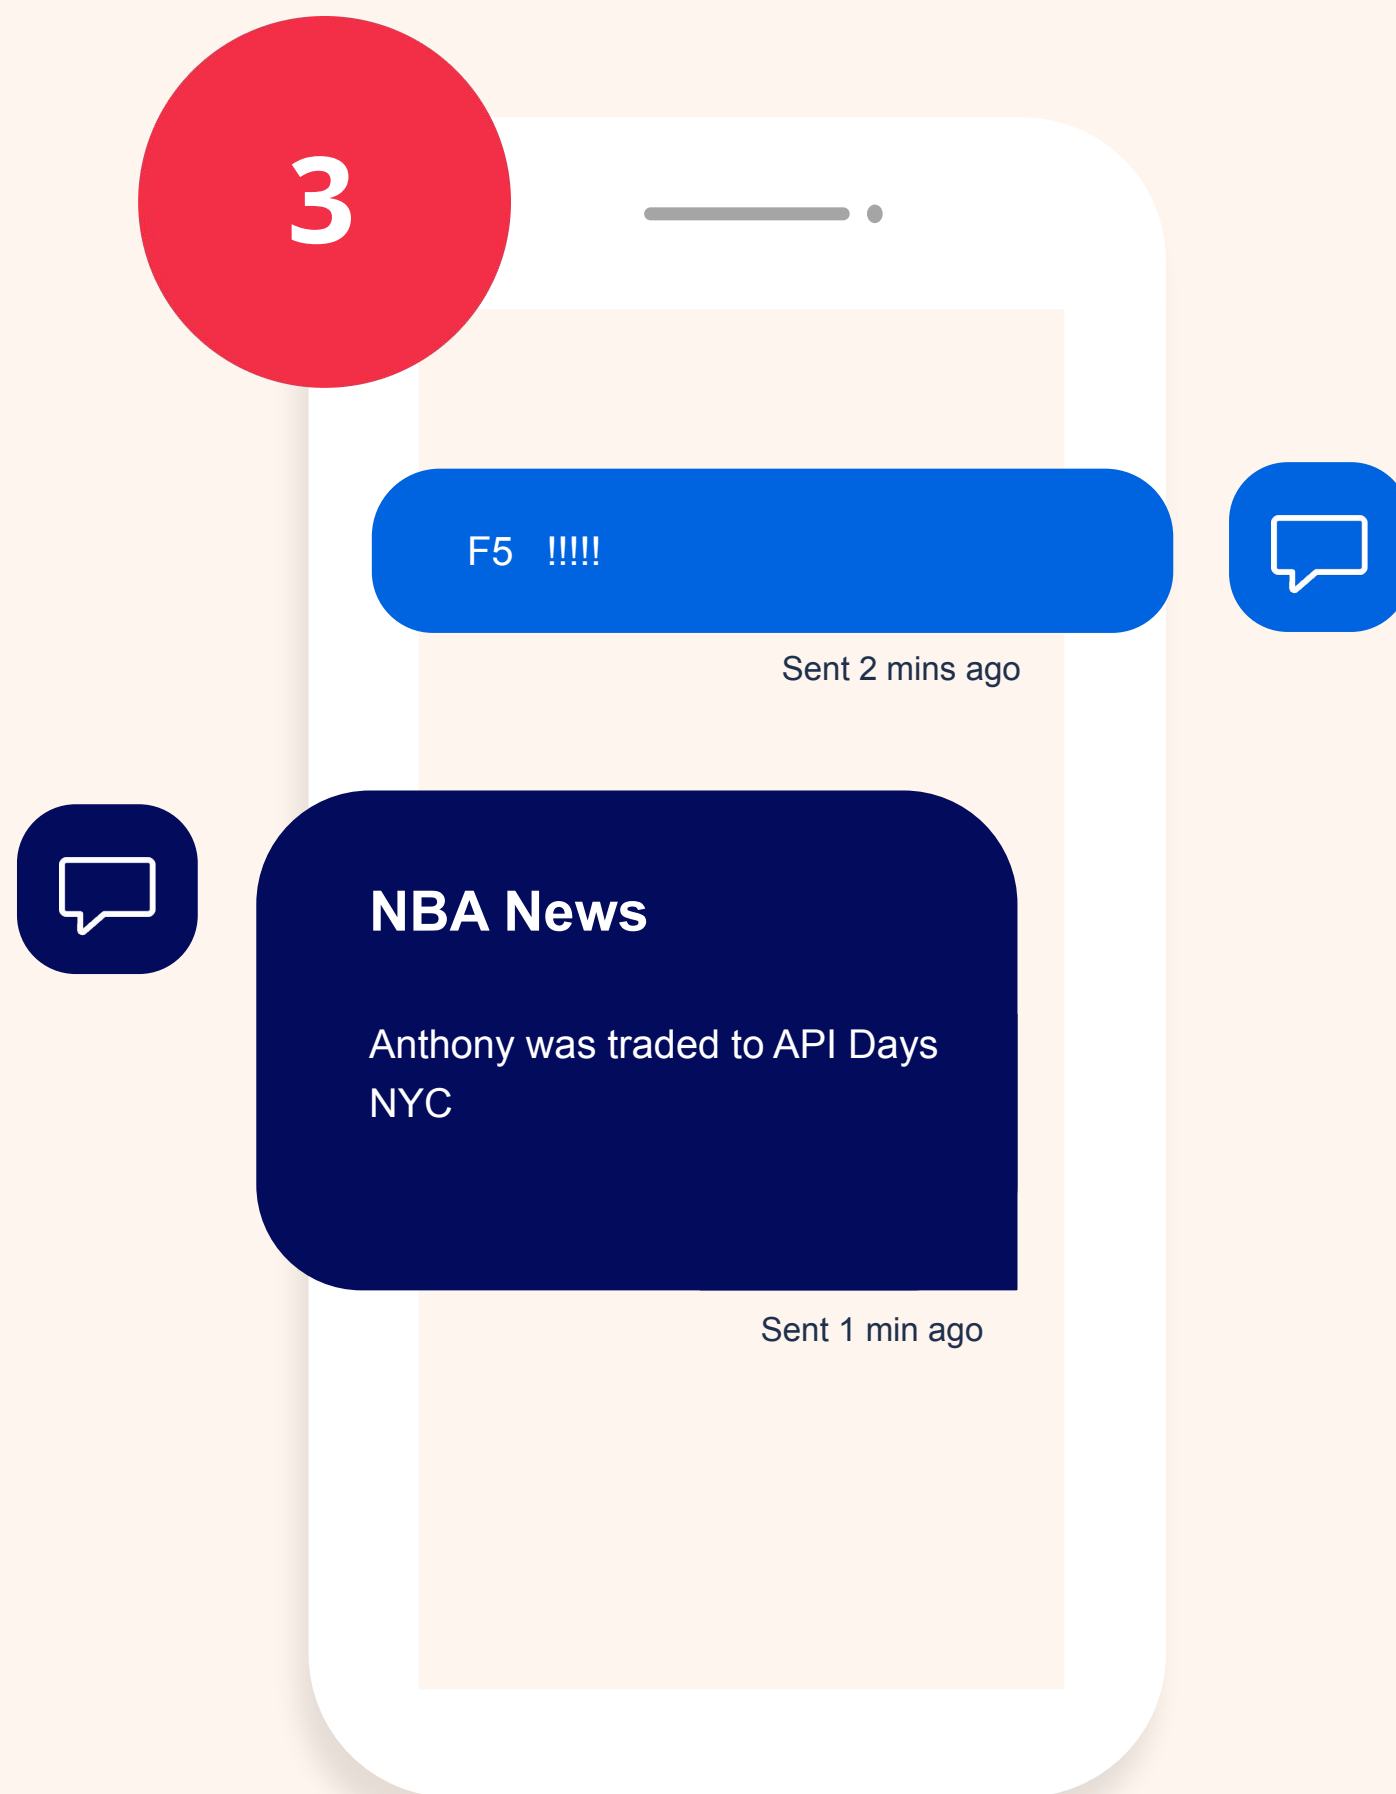 3
F5 !!!!!
Sent 2 mins ago
NBA News
Anthony was traded to API Days
NYC
Sent 1 min ago